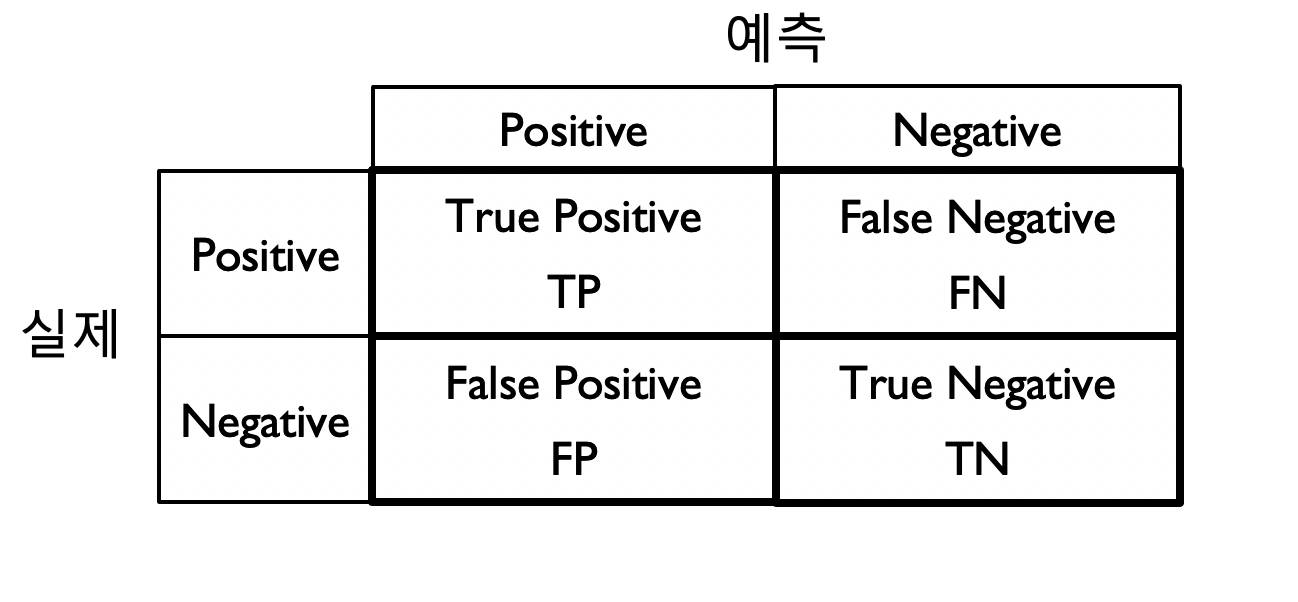 예측
Positive Negative
Positive
True Positive
TP
False Negative
FN
실제
Negative
False Positive
FP
True Negative
TN